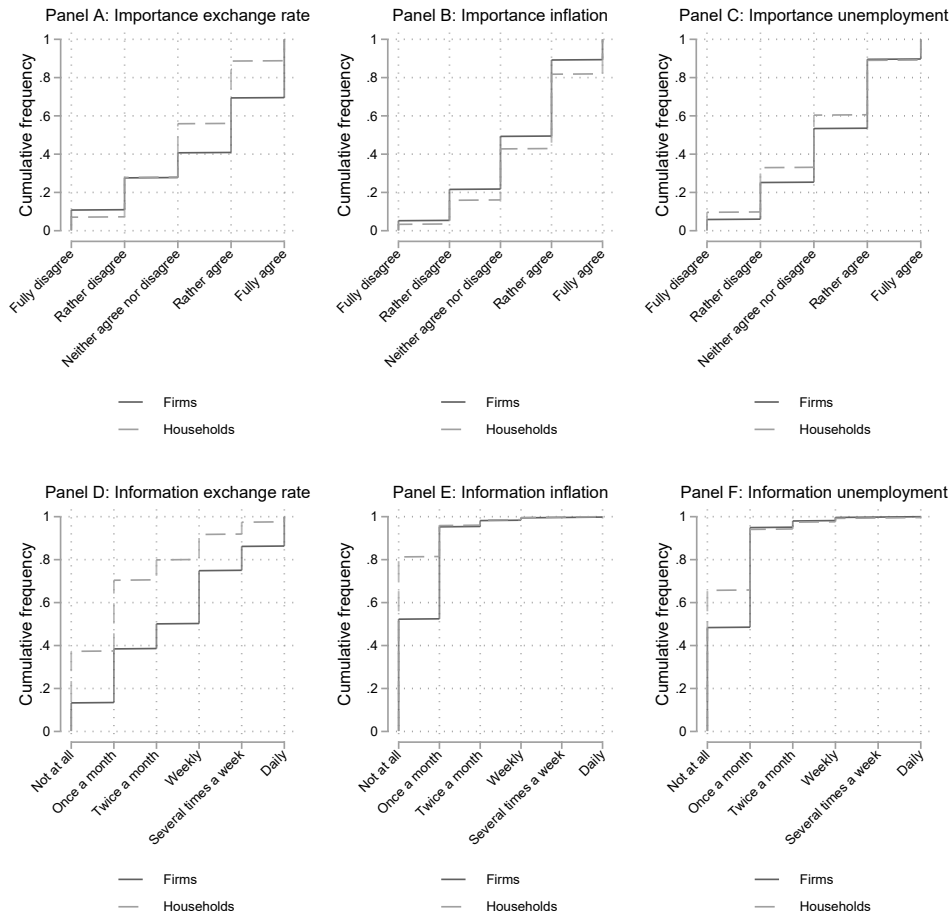 Panel A: Importance exchange rate
Cumulative frequency
1
.8
.6
.4
.2
0
Fully disagree
Rather disagree
Neither agree nor disagree
Rather agree
Fully agree
Firms
Households
Panel B: Importance inflation
Cumulative frequency
1
.8
.6
.4
.2
0
Fully disagree
Rather disagree
Neither agree nor disagree
Rather agree
Fully agree
Firms
Households
Panel C: Importance unemployment
Cumulative frequency
1
.8
.6
.4
.2
0
Fully disagree
Rather disagree
Neither agree nor disagree
Rather agree
Fully agree
Firms
Households
Panel D: Information exchange rate
Cumulative frequency
1
.8
.6
.4
.2
0
Not at all
Once a month
Twice a month
Weekly
Several times a week
Daily
Firms
Households
Panel E: Information inflation
Cumulative frequency
1
.8
.6
.4
.2
0
Not at all
Once a month
Twice a month
Weekly
Several times a week
Daily
Firms
Households
Panel F: Information unemployment
Cumulative frequency
1
.8
.6
.4
.2
0
Not at all
Once a month
Twice a month
Weekly
Several times a week
Daily
Firms
Households